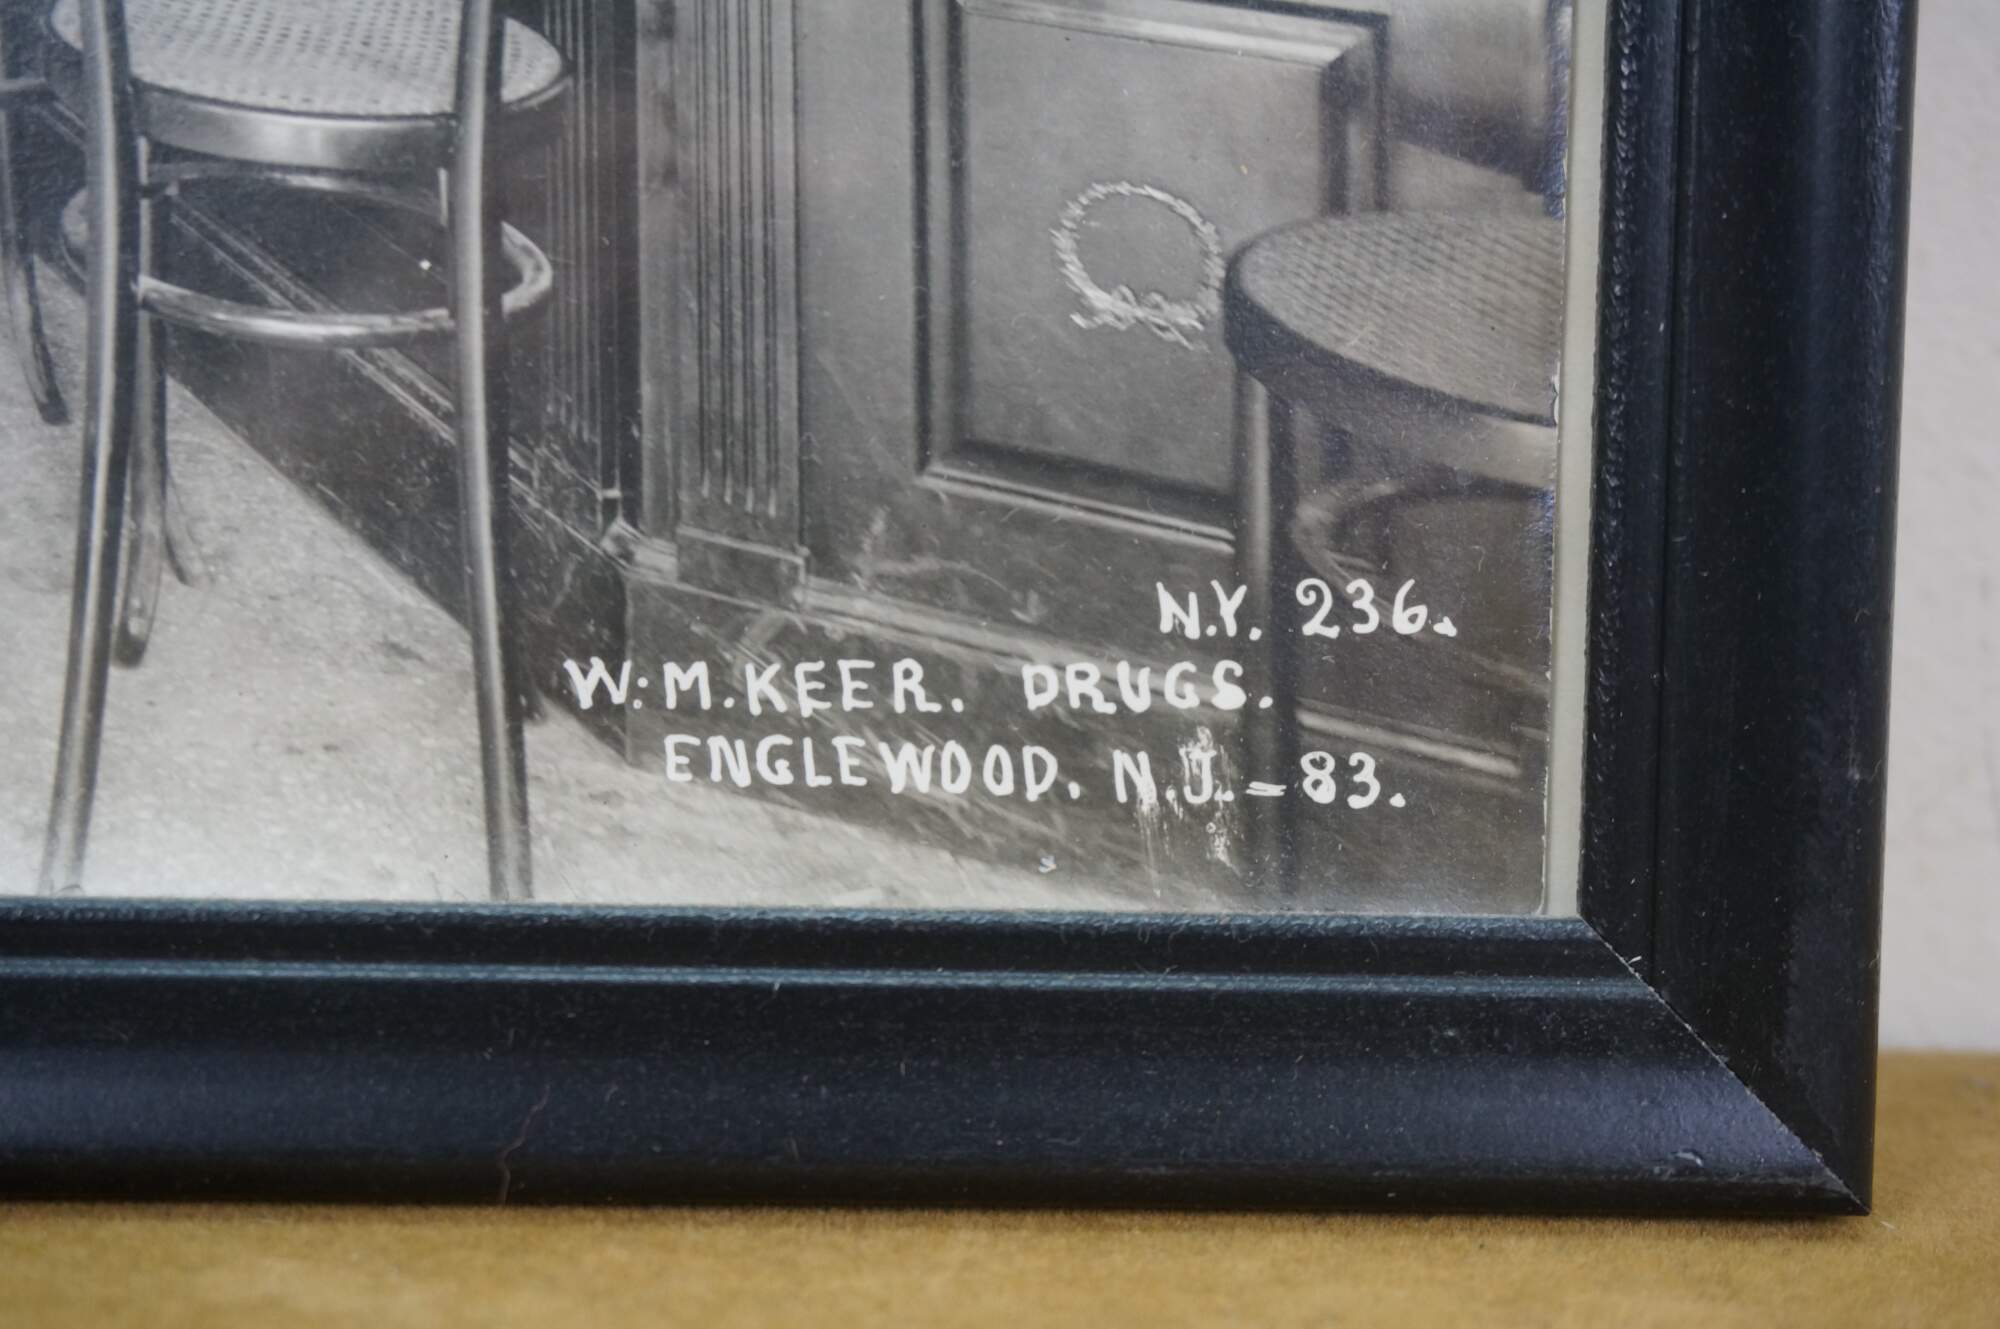 N.Y. 236.
W: M. KEER. DRUGS.
ENGLEWOOD. N.J. = 83.